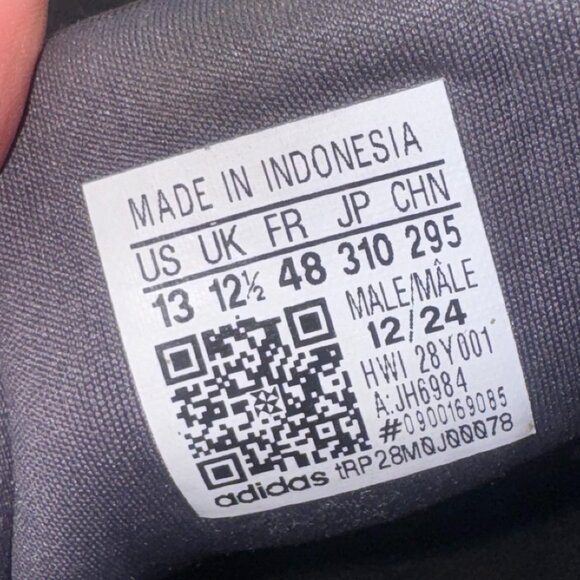 MADE IN INDONESIA
US UK FR JP CHN
13 12½ 48 310 295
MALE/MÂLE
12/24
HWI 28Y001
A:JH6984
#0900169085
adidas tRP28M0J00078